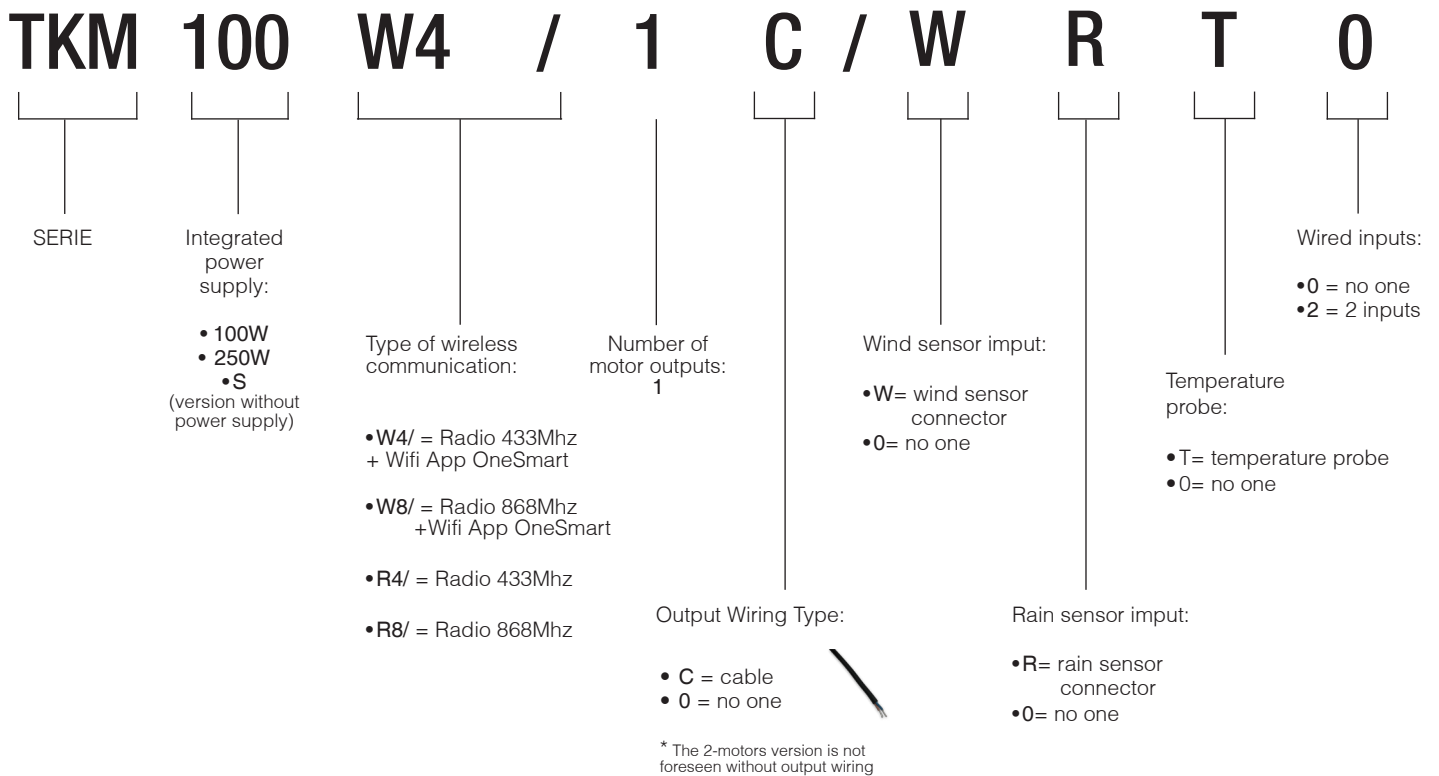 TKM 100 W4 / 1 C / W R T 0
SERIE
Integrated
power
supply:
• 100W
• 250W
•S
(version without
power supply)
Type of wireless
communication:
•W4/ = Radio 433Mhz
+ Wifi App OneSmart
•W8/ = Radio 868Mhz
+Wifi App OneSmart
•R4/ = Radio 433Mhz
•R8/ = Radio 868Mhz
Number of
motor outputs:
1
Output Wiring Type:
• C = cable
• 0 = no one
* The 2-motors version is not
foreseen without output wiring
Wind sensor imput:
•W= wind sensor
connector
•0= no one
Rain sensor imput:
•R= rain sensor
connector
•0= no one
Temperature
probe:
•T= temperature probe
•0= no one
Wired inputs:
•0 = no one
•2 = 2 inputs